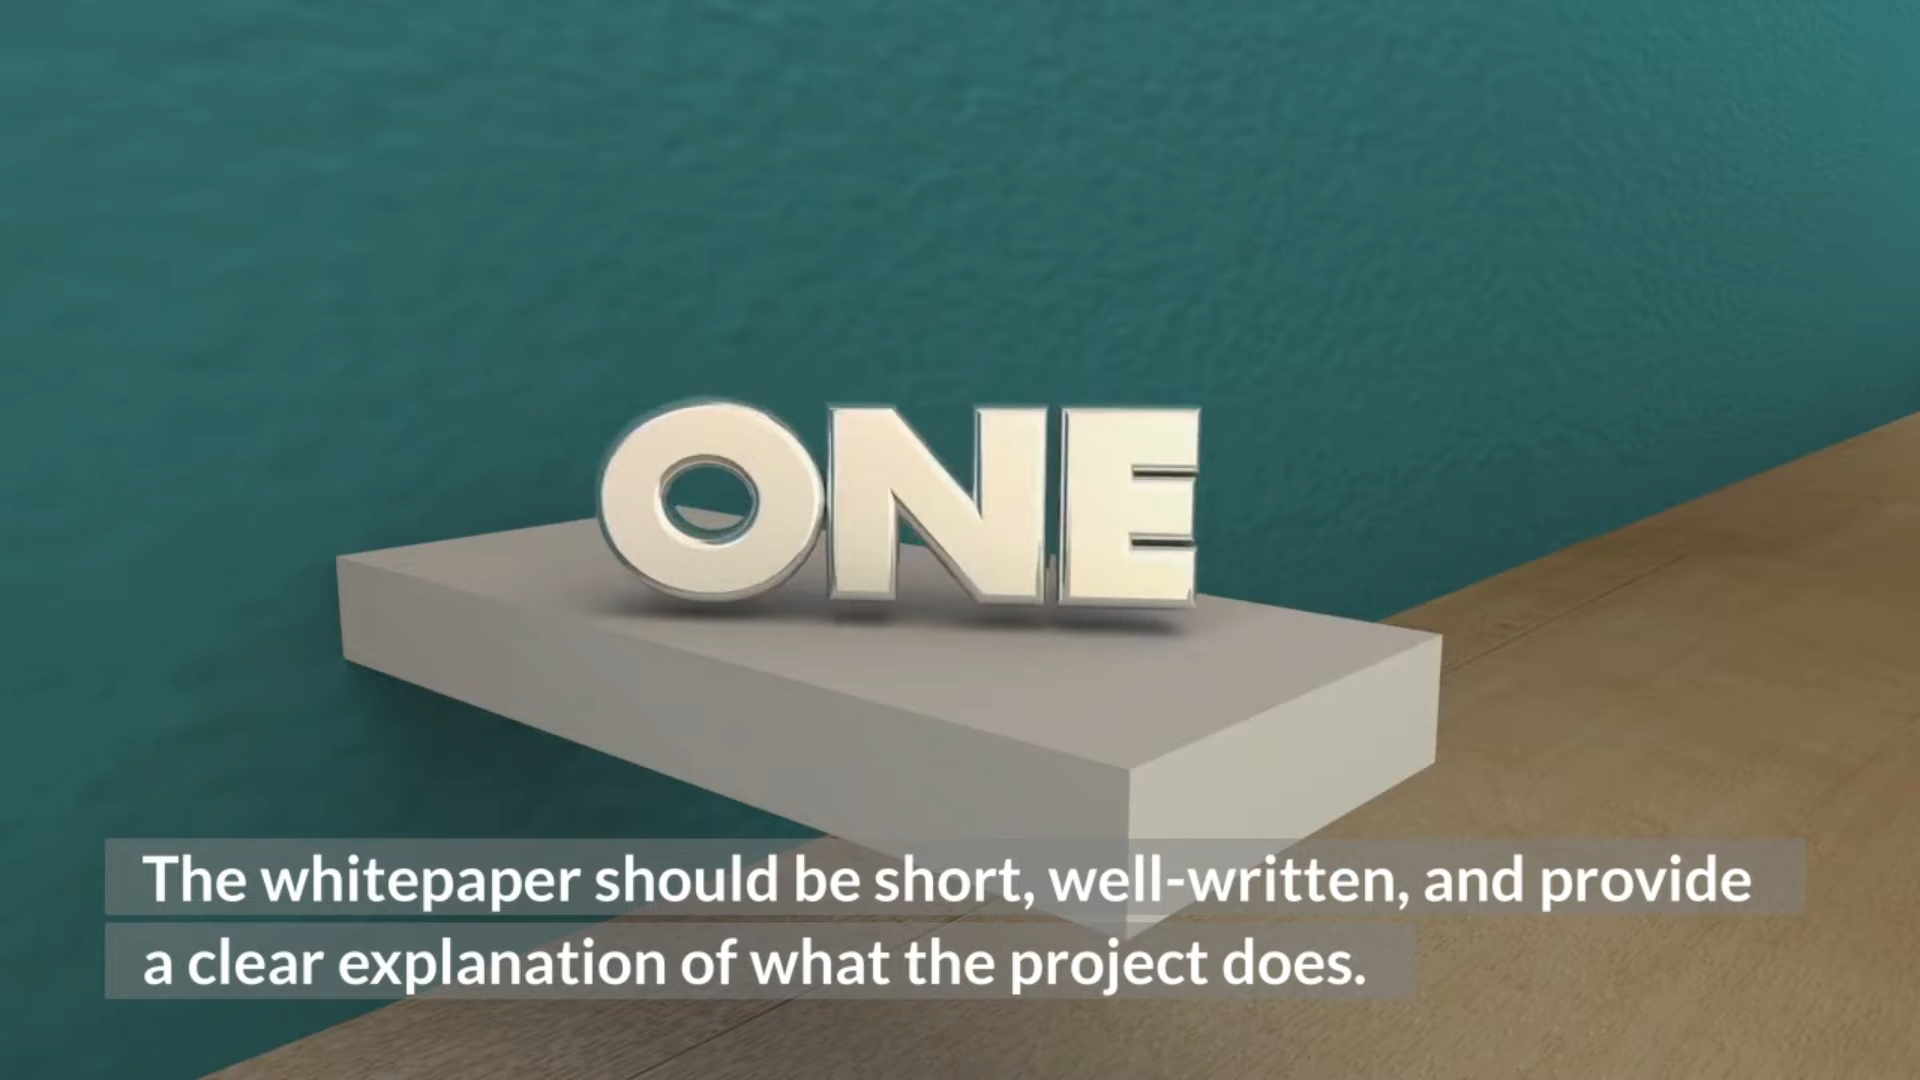 ONE
The whitepaper should be short, well-written, and provide
a clear explanation of what the project does.